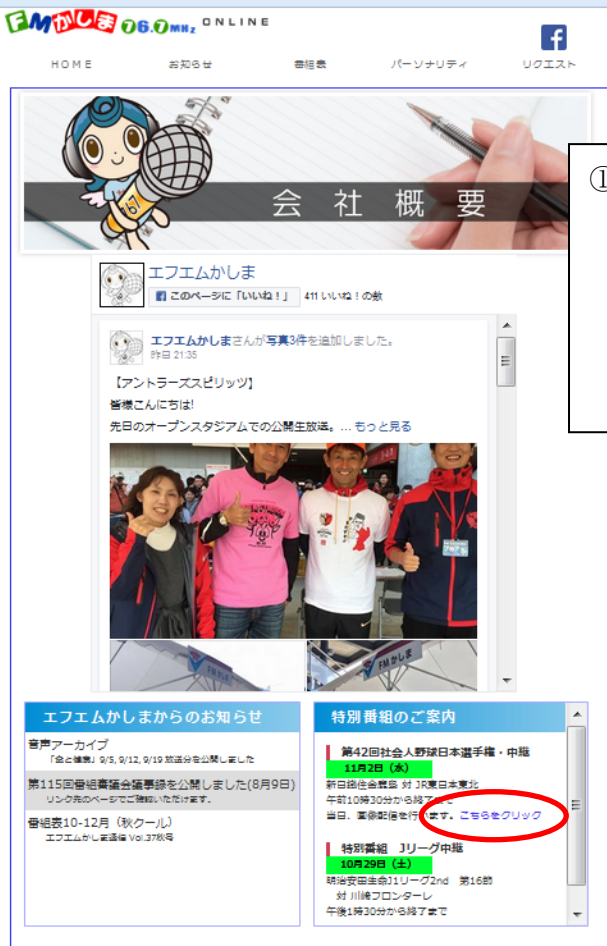 FMかしま 76.7MHz ONLINE
HOME お知らせ 番組表 パーソナリティ リクエスト
767
会社概要
①
エフエムかしま
このページに「いいね！」 411 いいね！の数
エフエムかしまさんが写真3件を追加しました。
昨日 21:35
【アントラーズスピリッツ】
皆様こんにちは!
先日のオープンスタジアムでの公開生放送。... もっと見る
FMかしま
エフエムかしまからのお知らせ
音声アーカイブ
「金と健康」9/5, 9/12, 9/19 放送分を公開しました
第115回番組審議会議事録を公開しました(8月9日)
リンク先のページでご確認いただけます。
番組表10-12月（秋クール）
エフエムかしま通信 Vol.37秋号
特別番組のご案内
第42回社会人野球日本選手権・中継
11月2日（水）
新日鐵住金鹿島 対 JR東日本東北
午前10時30分から終了まで
当日、画像配信を行います。こちらをクリック
特別番組 Jリーグ中継
10月29日（土）
明治安田生命J1リーグ2nd 第16節
対 川崎フロンターレ
午後1時30分から終了まで